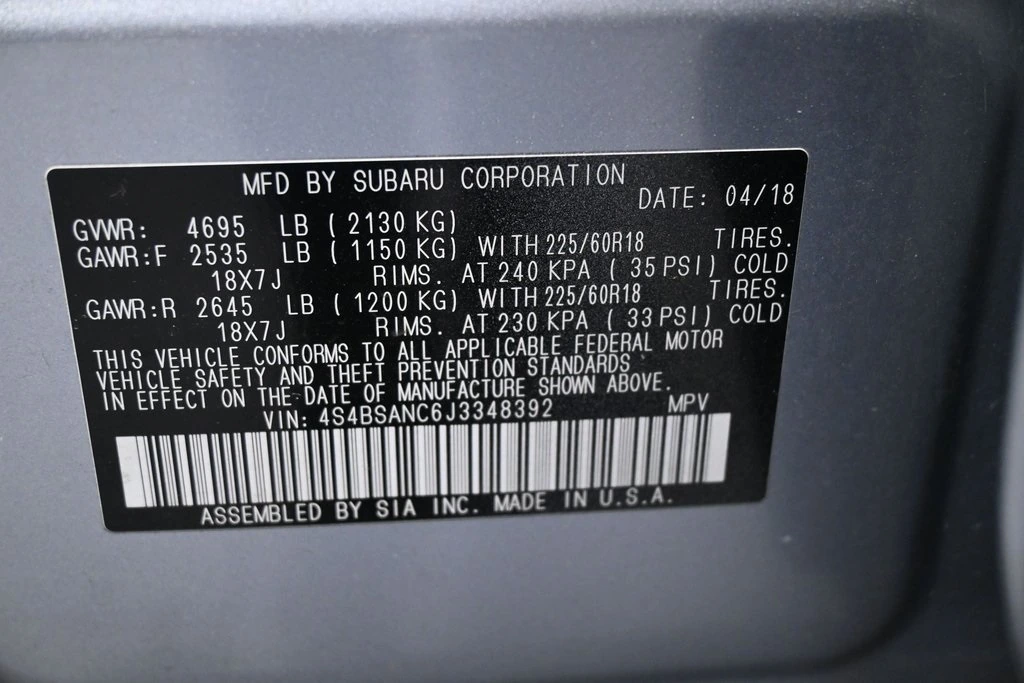 MFD BY SUBARU CORPORATION DATE: 04/18
GVWR: 4695 LB (2130 KG)
GAWR:F 2535 LB (1150 KG) WITH 225/60R18 TIRES.
18X7J RIMS. AT 240 KPA (35 PSI) COLD
GAWR:R 2645 LB (1200 KG) WITH 225/60R18 TIRES.
18X7J RIMS. AT 230 KPA (33 PSI) COLD
THIS VEHICLE CONFORMS TO ALL APPLICABLE FEDERAL MOTOR
VEHICLE SAFETY AND THEFT PREVENTION STANDARDS
IN EFFECT ON THE DATE OF MANUFACTURE SHOWN ABOVE.
VIN: 4S4BSANC6J3348392 MPV
ASSEMBLED BY SIA INC. MADE IN U.S.A.